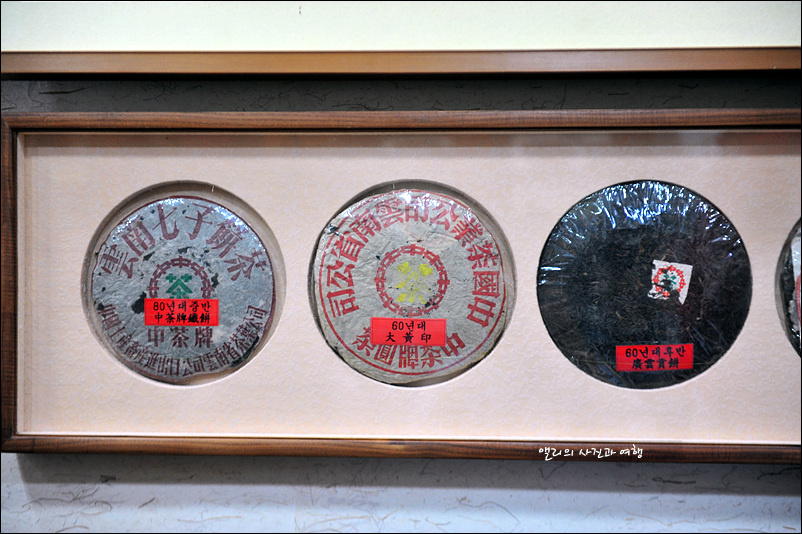 雲南七子餅茶
茶
80년대중반
中茶牌鐵餅
中茶牌
中國茶業公司雲南省公司
茶
60년대
大黃印
中茶牌圓茶
60년대후반
廣雲貢餅
앨리의 사진과 여행